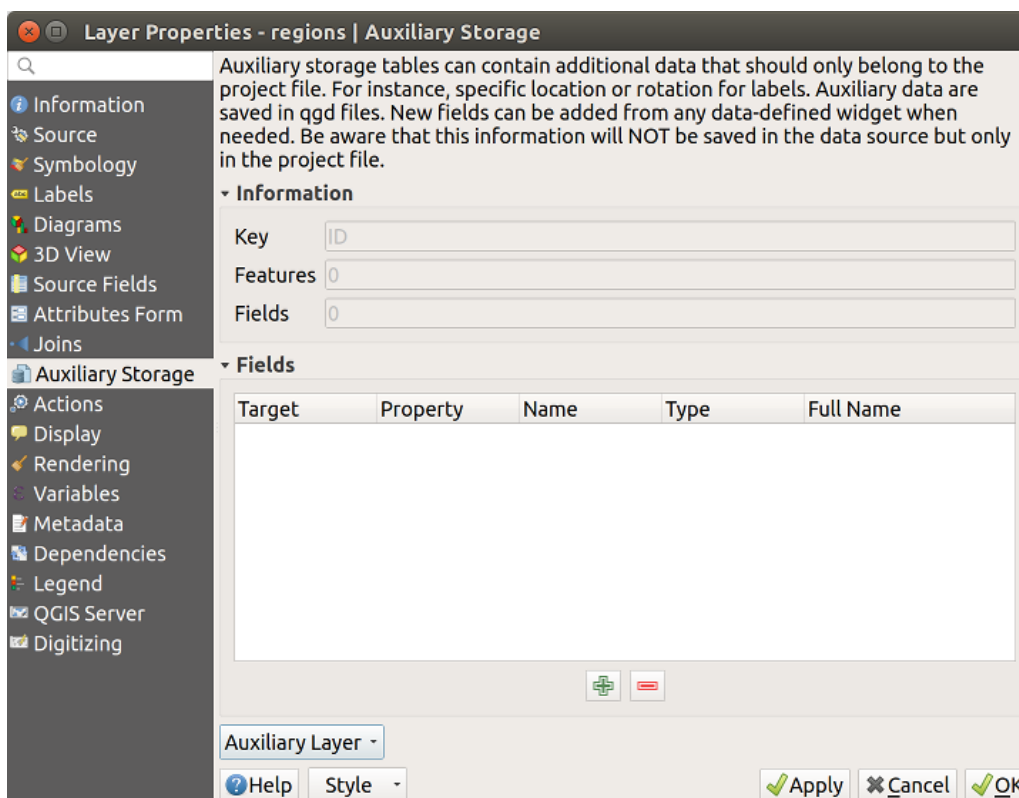 Layer Properties - regions | Auxiliary Storage
Information
Source
Symbology
Labels
Diagrams
3D View
Source Fields
Attributes Form
Joins
Auxiliary Storage
Actions
Display
Rendering
Variables
Metadata
Dependencies
Legend
QGIS Server
Digitizing
Auxiliary storage tables can contain additional data that should only belong to the
project file. For instance, specific location or rotation for labels. Auxiliary data are
saved in qgd files. New fields can be added from any data-defined widget when
needed. Be aware that this information will NOT be saved in the data source but only
in the project file.
Information
Key ID
Features 0
Fields 0
Fields
Target Property Name Type Full Name
Auxiliary Layer
Help Style Apply Cancel OK